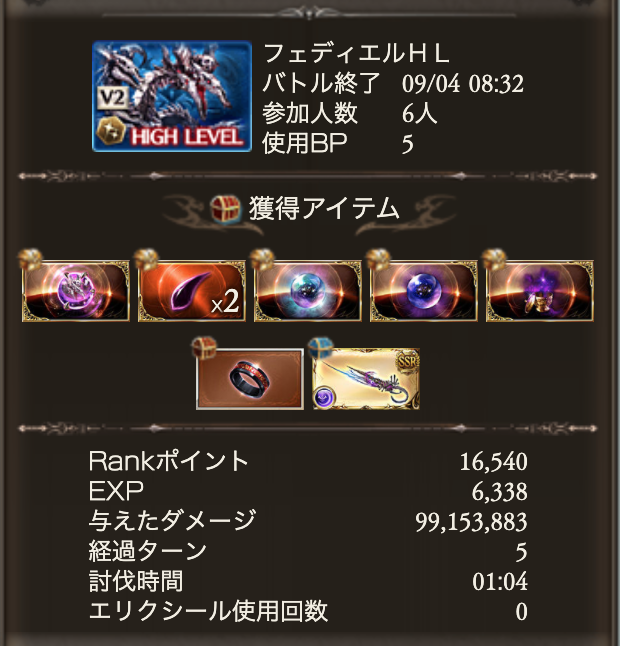 フェディエルＨＬ
V2
HIGH LEVEL
バトル終了 09/04 08:32
参加人数 6人
使用BP 5
獲得アイテム
x2
SSR
Rankポイント 16,540
EXP 6,338
与えたダメージ 99,153,883
経過ターン 5
討伐時間 01:04
エリクシール使用回数 0